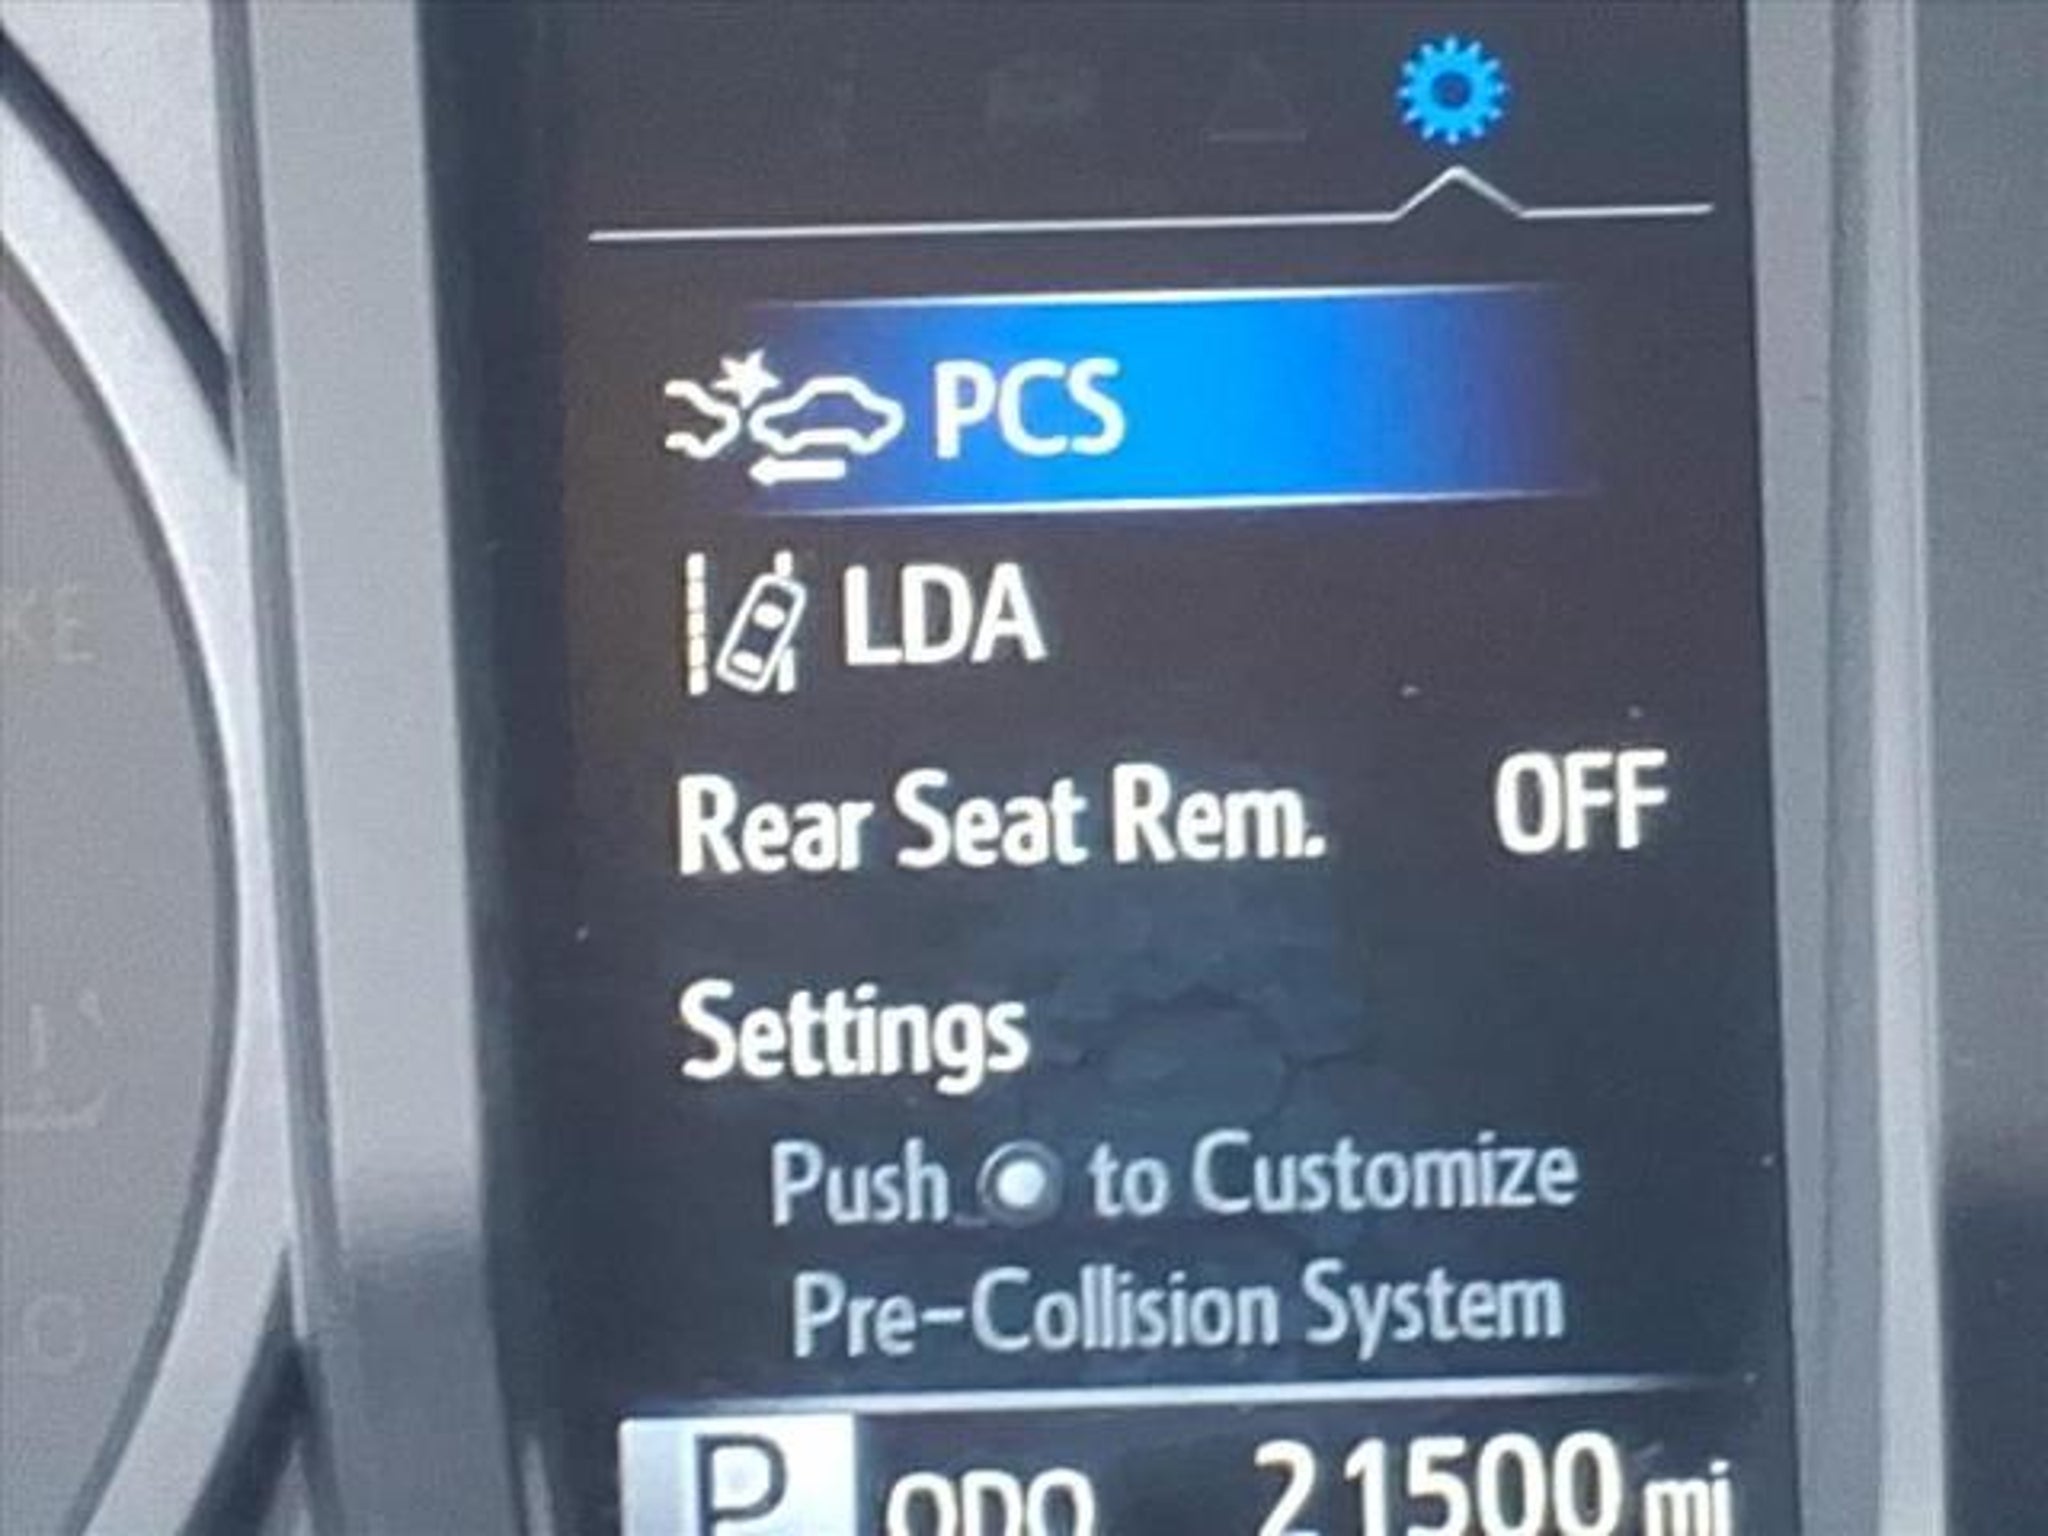 PCS
LDA
Rear Seat Rem. OFF
Settings
Push to Customize
Pre-Collision System
P ODO 21500 mi